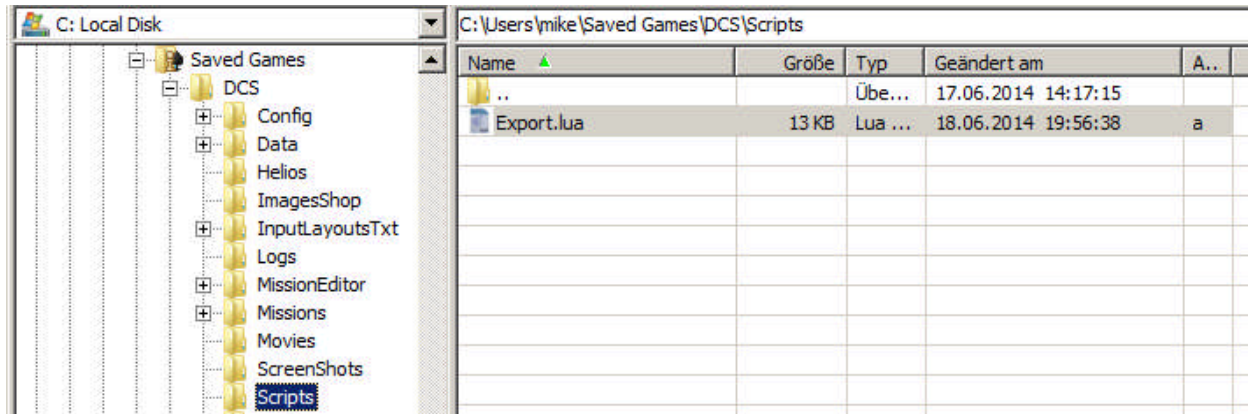 C: Local Disk
Saved Games
DCS
Config
Data
Helios
ImagesShop
InputLayoutsTxt
Logs
MissionEditor
Missions
Movies
ScreenShots
Scripts
C:\Users\mike\Saved Games\DCS\Scripts
Name Größe Typ Geändert am A..
.. Übe... 17.06.2014 14:17:15
Export.lua 13 KB Lua ... 18.06.2014 19:56:38 a